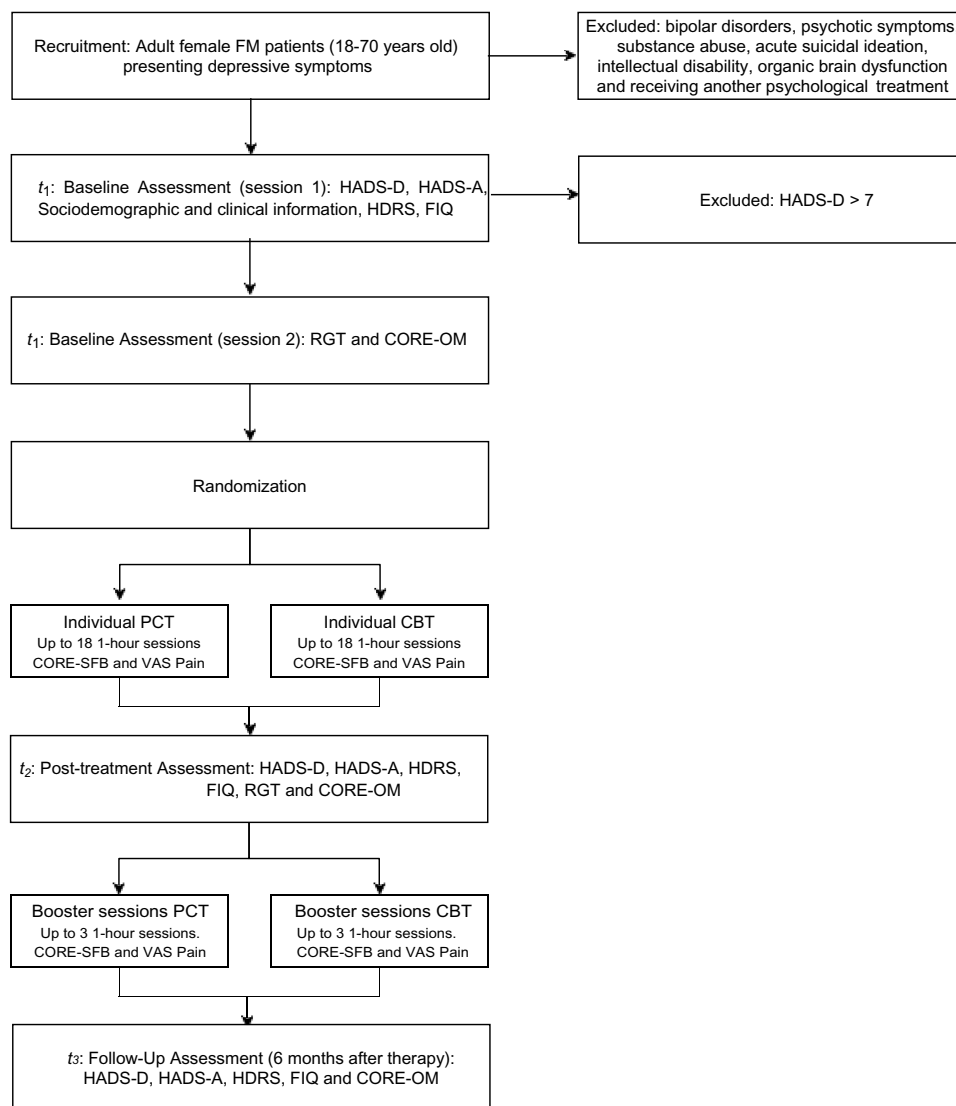 Recruitment: Adult female FM patients (18-70 years old)
presenting depressive symptoms
Excluded: bipolar disorders, psychotic symptoms
substance abuse, acute suicidal ideation,
intellectual disability, organic brain dysfunction
and receiving another psychological treatment
t1: Baseline Assessment (session 1): HADS-D, HADS-A,
Sociodemographic and clinical information, HDRS, FIQ
Excluded: HADS-D > 7
t1: Baseline Assessment (session 2): RGT and CORE-OM
Randomization
Individual PCT
Up to 18 1-hour sessions
CORE-SFB and VAS Pain
Individual CBT
Up to 18 1-hour sessions
CORE-SFB and VAS Pain
t2: Post-treatment Assessment: HADS-D, HADS-A, HDRS,
FIQ, RGT and CORE-OM
Booster sessions PCT
Up to 3 1-hour sessions.
CORE-SFB and VAS Pain
Booster sessions CBT
Up to 3 1-hour sessions.
CORE-SFB and VAS Pain
t3: Follow-Up Assessment (6 months after therapy):
HADS-D, HADS-A, HDRS, FIQ and CORE-OM